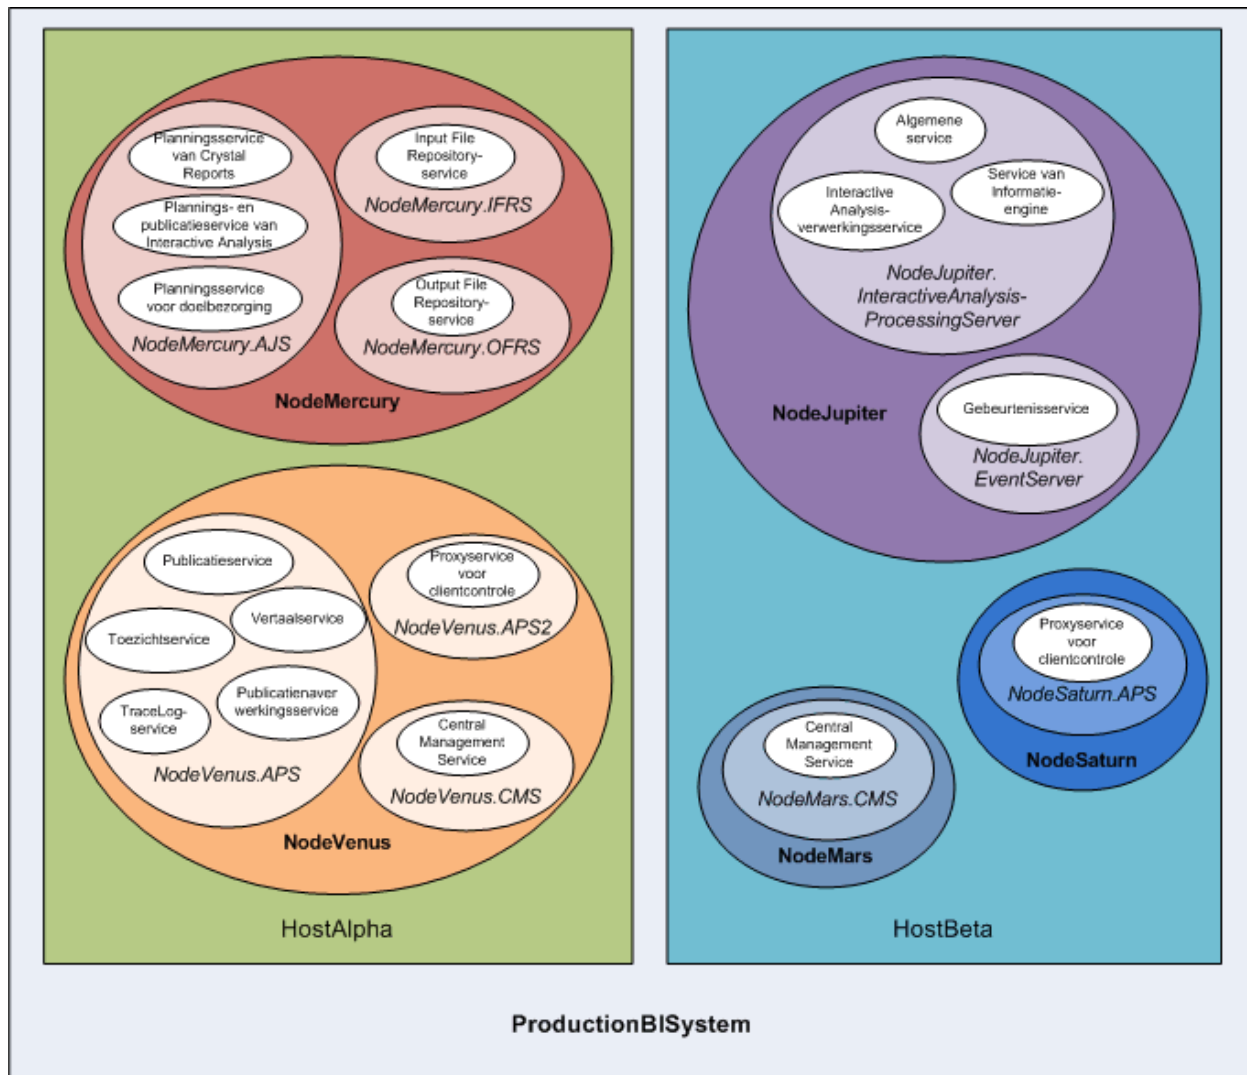 Planningsservice
van Crystal
Reports
Plannings- en
publicatieservice van
Interactive Analysis
Planningsservice
voor doelbezorging
NodeMercury.AJS
Input File
Repository-
service
NodeMercury.IFRS
Output File
Repository-
service
NodeMercury.OFRS
NodeMercury
Publicatieservice
Vertaalservice
Toezichtservice
Publicatienaver
werkingsservice
TraceLog-
service
NodeVenus.APS
Proxyservice
voor
clientcontrole
NodeVenus.APS2
Central
Management
Service
NodeVenus.CMS
NodeVenus
HostAlpha
Algemene
service
Interactive
Analysis-
verwerkingsservice
Service van
Informatie-
engine
NodeJupiter.
InteractiveAnalysis-
ProcessingServer
NodeJupiter
Gebeurtenisservice
NodeJupiter.
EventServer
Proxyservice
voor
clientcontrole
NodeSaturn.APS
NodeSaturn
Central
Management
Service
NodeMars.CMS
NodeMars
HostBeta
ProductionBISystem